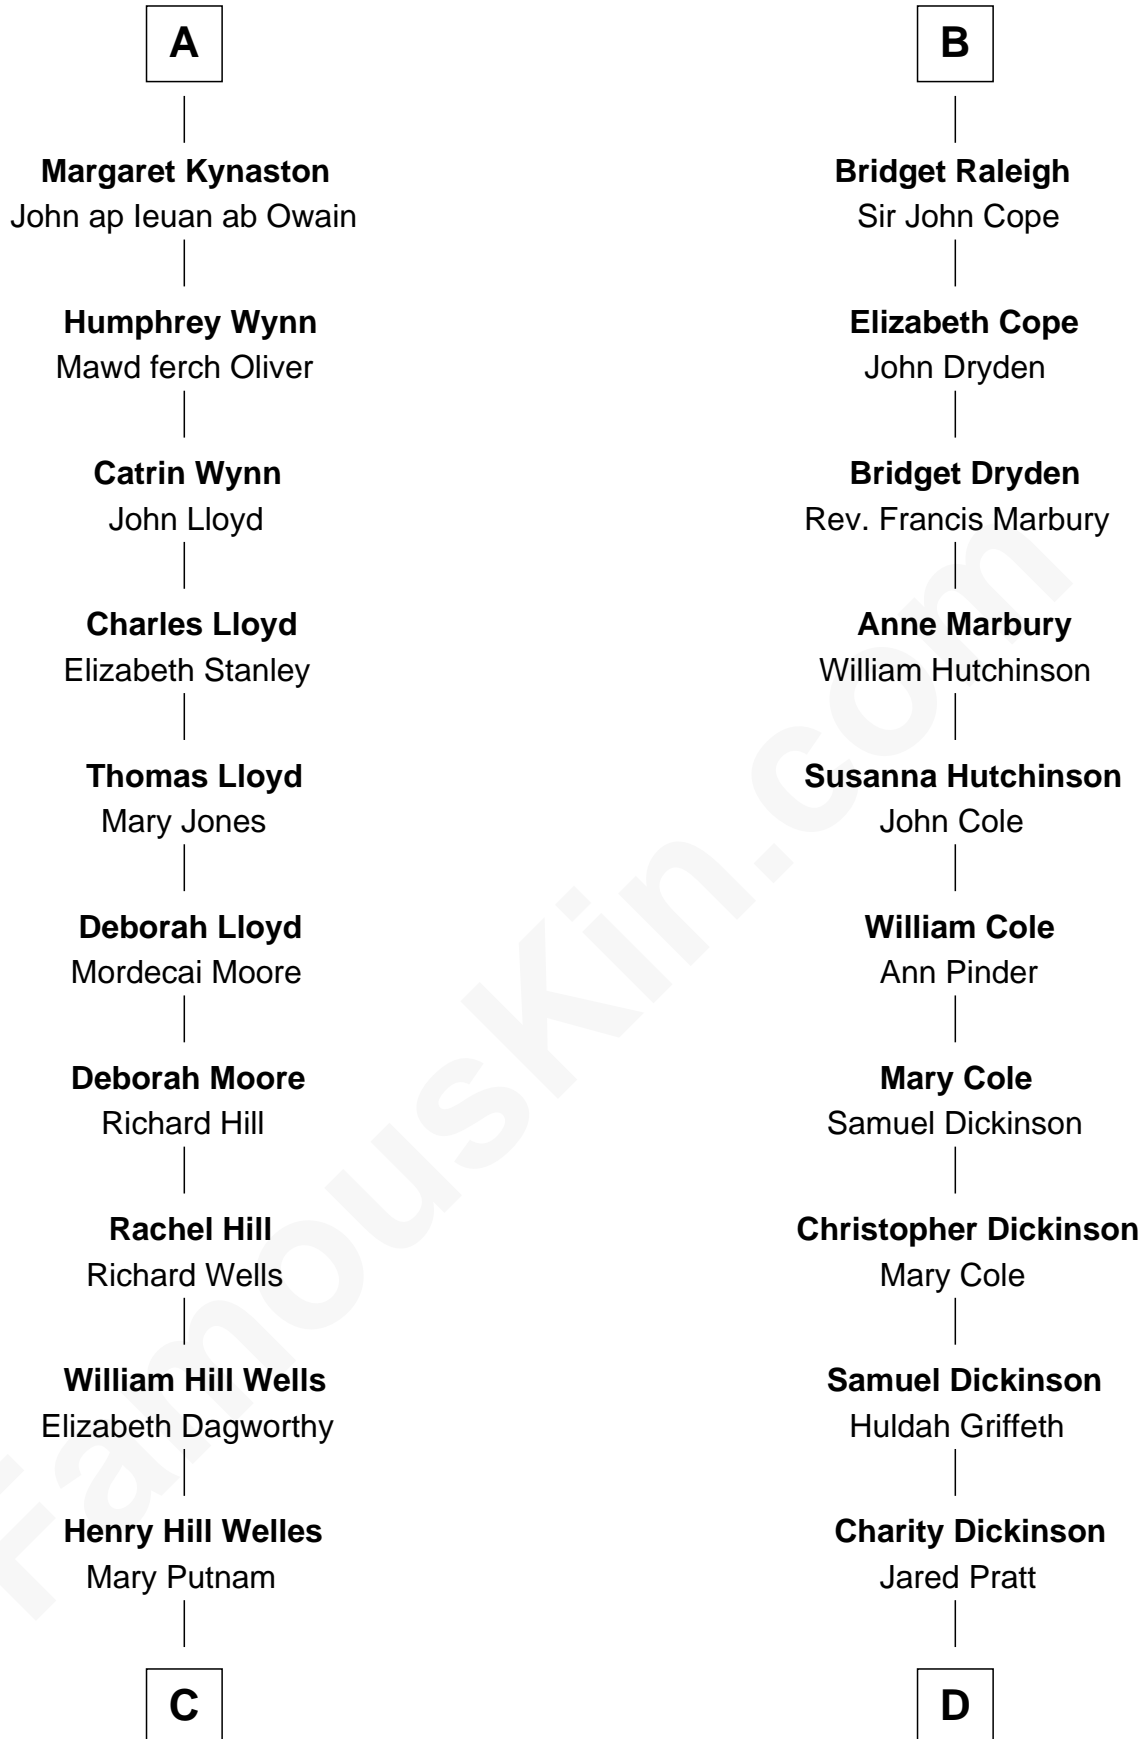 A
Margaret Kynaston
John ap Ieuan ab Owain
Humphrey Wynn
Mawd ferch Oliver
Catrin Wynn
John Lloyd
Charles Lloyd
Elizabeth Stanley
Thomas Lloyd
Mary Jones
Deborah Lloyd
Mordecai Moore
Deborah Moore
Richard Hill
Rachel Hill
Richard Wells
William Hill Wells
Elizabeth Dagworthy
Henry Hill Welles
Mary Putnam
C
B
Bridget Raleigh
Sir John Cope
Elizabeth Cope
John Dryden
Bridget Dryden
Rev. Francis Marbury
Anne Marbury
William Hutchinson
Susanna Hutchinson
John Cole
William Cole
Ann Pinder
Mary Cole
Samuel Dickinson
Christopher Dickinson
Mary Cole
Samuel Dickinson
Huldah Griffeth
Charity Dickinson
Jared Pratt
D
FamousKin.com